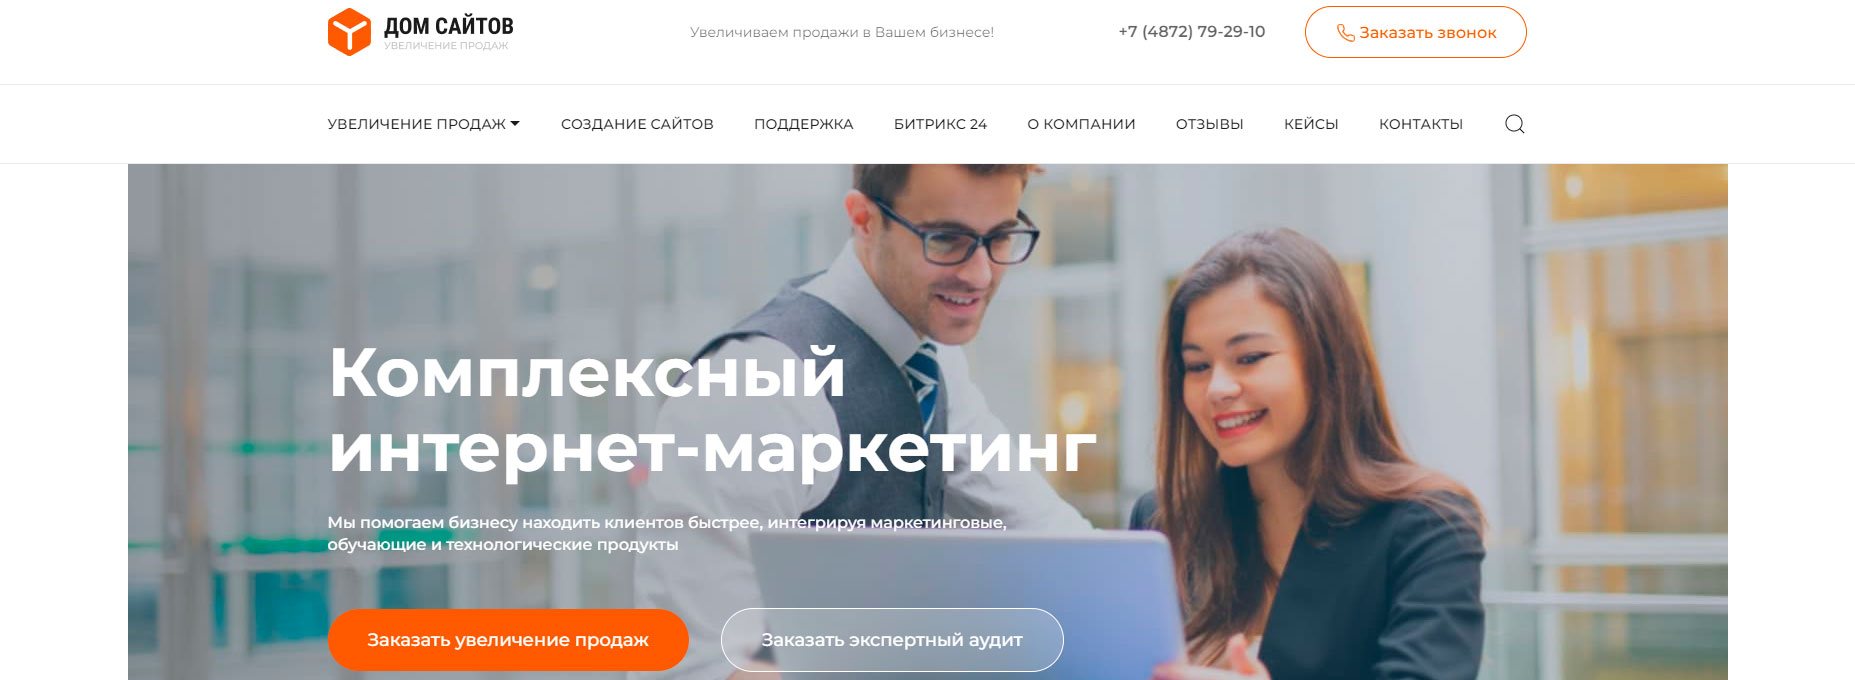 ДОМ САЙТОВ
УВЕЛИЧЕНИЕ ПРОДАЖ
Увеличиваем продажи в Вашем бизнесе!
+7 (4872) 79-29-10
Заказать звонок
УВЕЛИЧЕНИЕ ПРОДАЖ
СОЗДАНИЕ САЙТОВ
ПОДДЕРЖКА
БИТРИКС 24
О КОМПАНИИ
ОТЗЫВЫ
КЕЙСЫ
КОНТАКТЫ
Комплексный
интернет-маркетинг
Мы помогаем бизнесу находить клиентов быстрее, интегрируя маркетинговые,
обучающие и технологические продукты
Заказать увеличение продаж
Заказать экспертный аудит